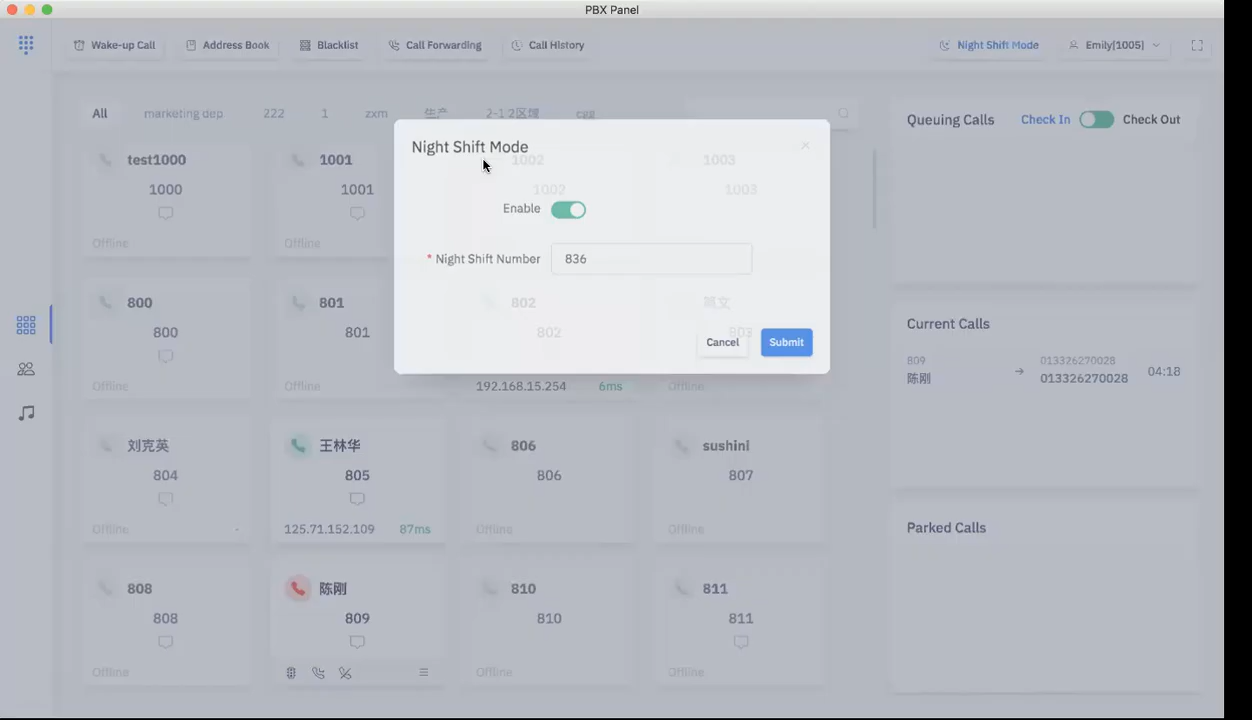 PBX Panel
Wake-up Call
Address Book
Blacklist
Call Forwarding
Call History
Night Shift Mode
Emily[1005]
All
marketing dep
222
1
zxm
生产
2-1 2区域
cgg
Queuing Calls
Check In
Check Out
Night Shift Mode
Enable
* Night Shift Number
836
Cancel
Submit
test1000
1000
Offline
1001
1001
Offline
1002
1002
1003
1003
800
800
Offline
801
801
Offline
802
802
192.168.15.254
6ms
803
Offline
Current Calls
809
陈刚
→
013326270028
013326270028
04:18
刘克英
804
Offline
王林华
805
125.71.152.109
87ms
806
806
Offline
sushini
807
Offline
Parked Calls
808
808
Offline
陈刚
809
810
810
Offline
811
811
Offline